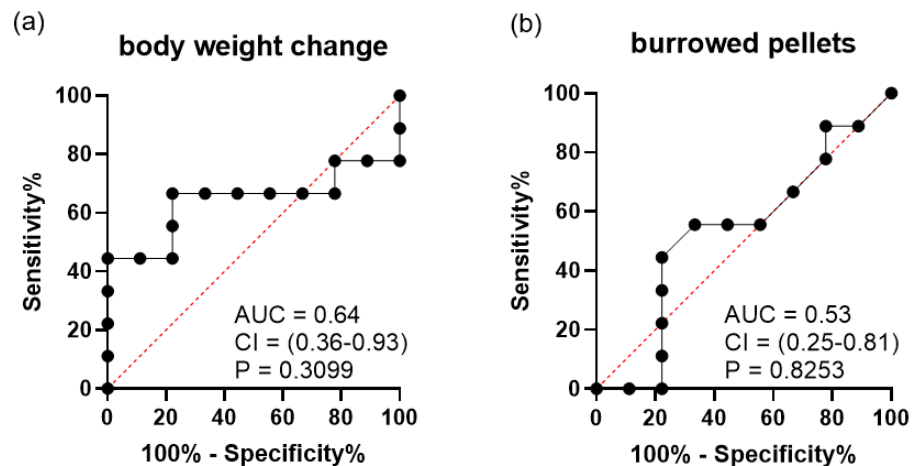 (a)
body weight change
100
80
60
40
20
0
Sensitivity%
AUC = 0.64
CI = (0.36-0.93)
P = 0.3099
0 20 40 60 80 100
100% - Specificity%
(b)
burrowed pellets
100
80
60
40
20
0
Sensitivity%
AUC = 0.53
CI = (0.25-0.81)
P = 0.8253
0 20 40 60 80 100
100% - Specificity%